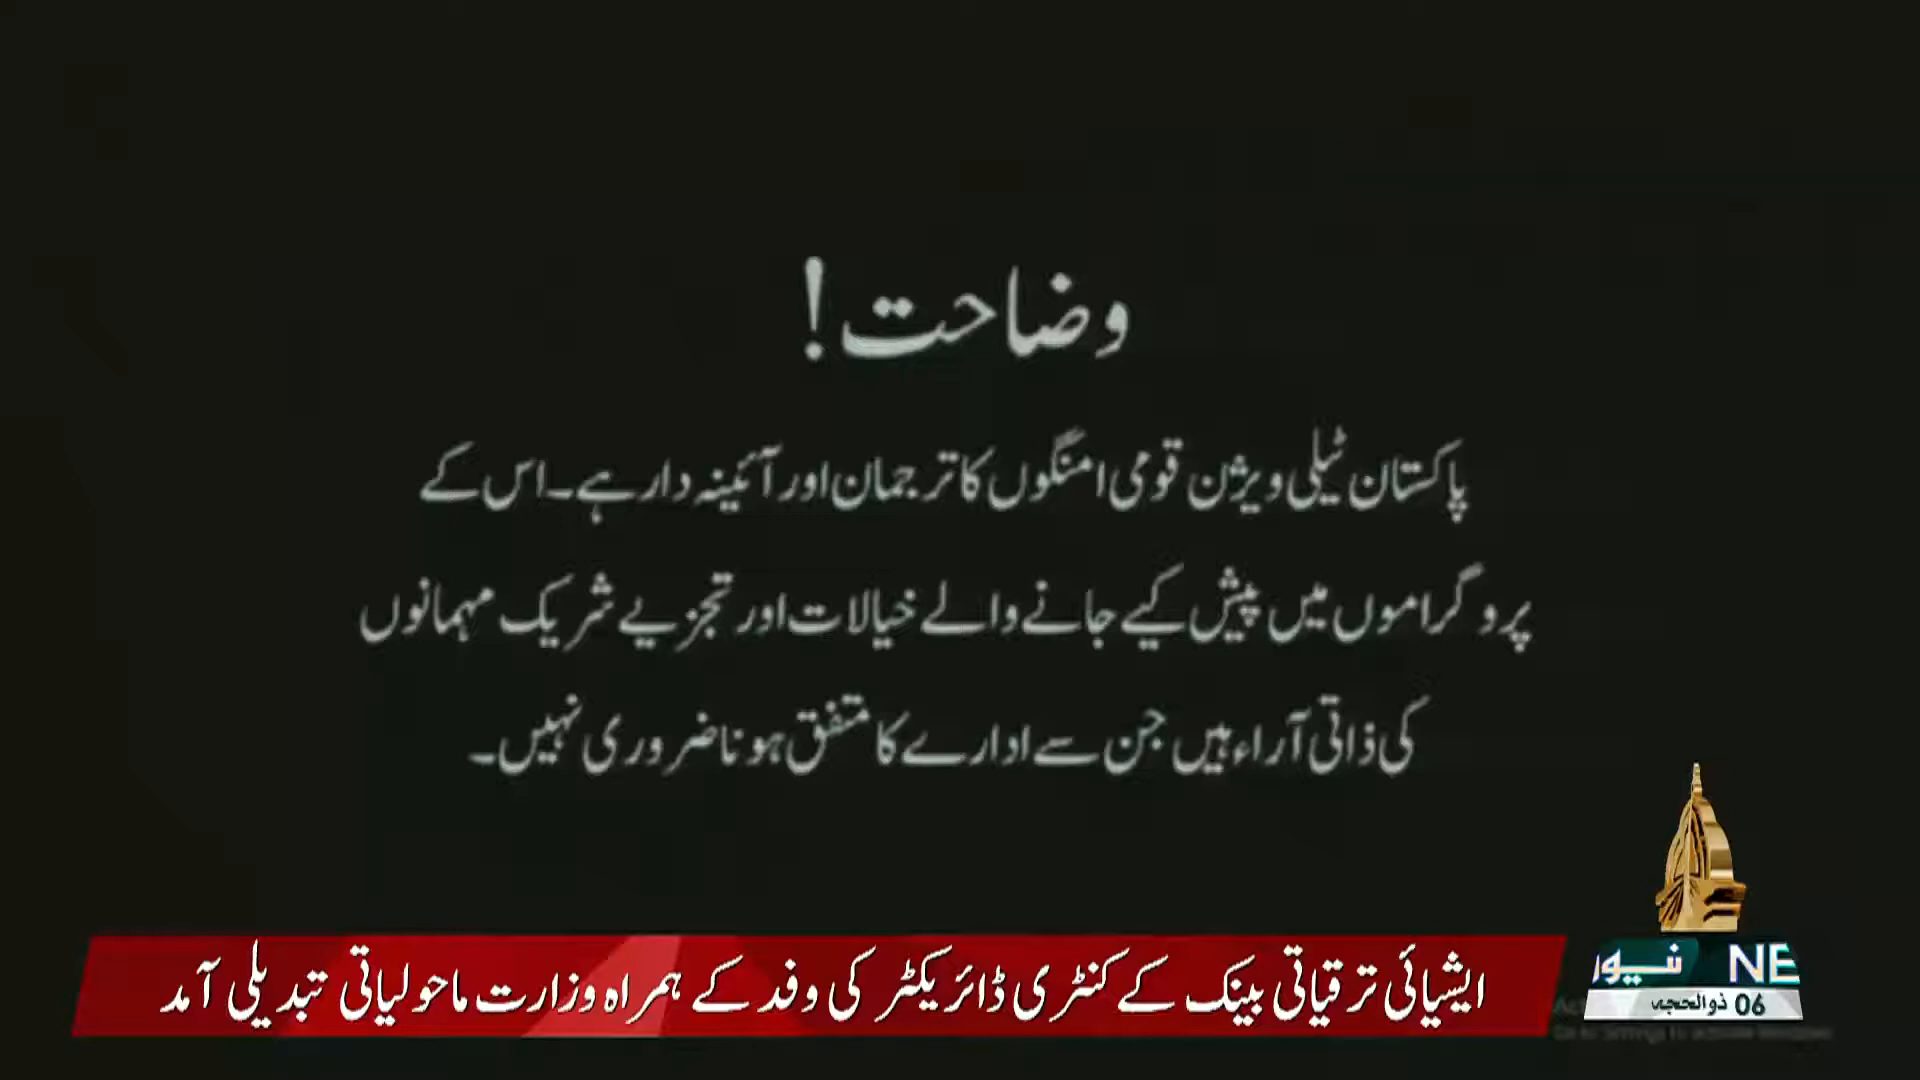 وضاحت!
پاکستان ٹیلی ویژن قومی امنگوں کا ترجمان اور آئینہ دار ہے۔ اس کے
پروگراموں میں پیش کیے جانے والے خیالات اور تجزیے شریک مہمانوں
کی ذاتی آراء ہیں جن سے ادارے کا متفق ہونا ضروری نہیں۔
ایشیائی ترقیاتی بینک کے کنٹری ڈائریکٹر کی وفد کے ہمراہ وزارت ماحولیاتی تبدیلی آمد
نیوز NE
06 ذوالحجہ